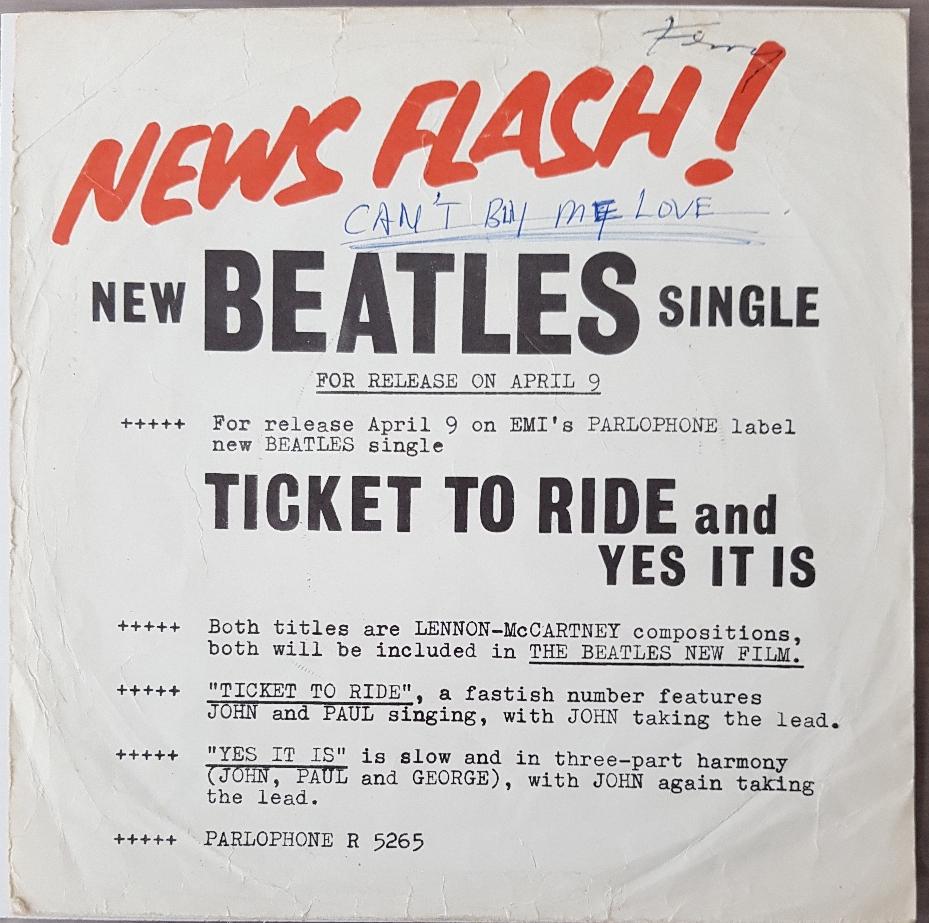 Kerry
NEWS FLASH!
CAN'T BUY ME LOVE
NEW BEATLES SINGLE
FOR RELEASE ON APRIL 9
+++++ For release April 9 on EMI's PARLOPHONE label
new BEATLES single
TICKET TO RIDE and
YES IT IS
+++++ Both titles are LENNON-McCARTNEY compositions,
both will be included in THE BEATLES NEW FILM.
+++++ "TICKET TO RIDE", a fastish number features
JOHN and PAUL singing, with JOHN taking the lead.
+++++ "YES IT IS" is slow and in three-part harmony
(JOHN, PAUL and GEORGE), with JOHN again taking
the lead.
+++++ PARLOPHONE R 5265